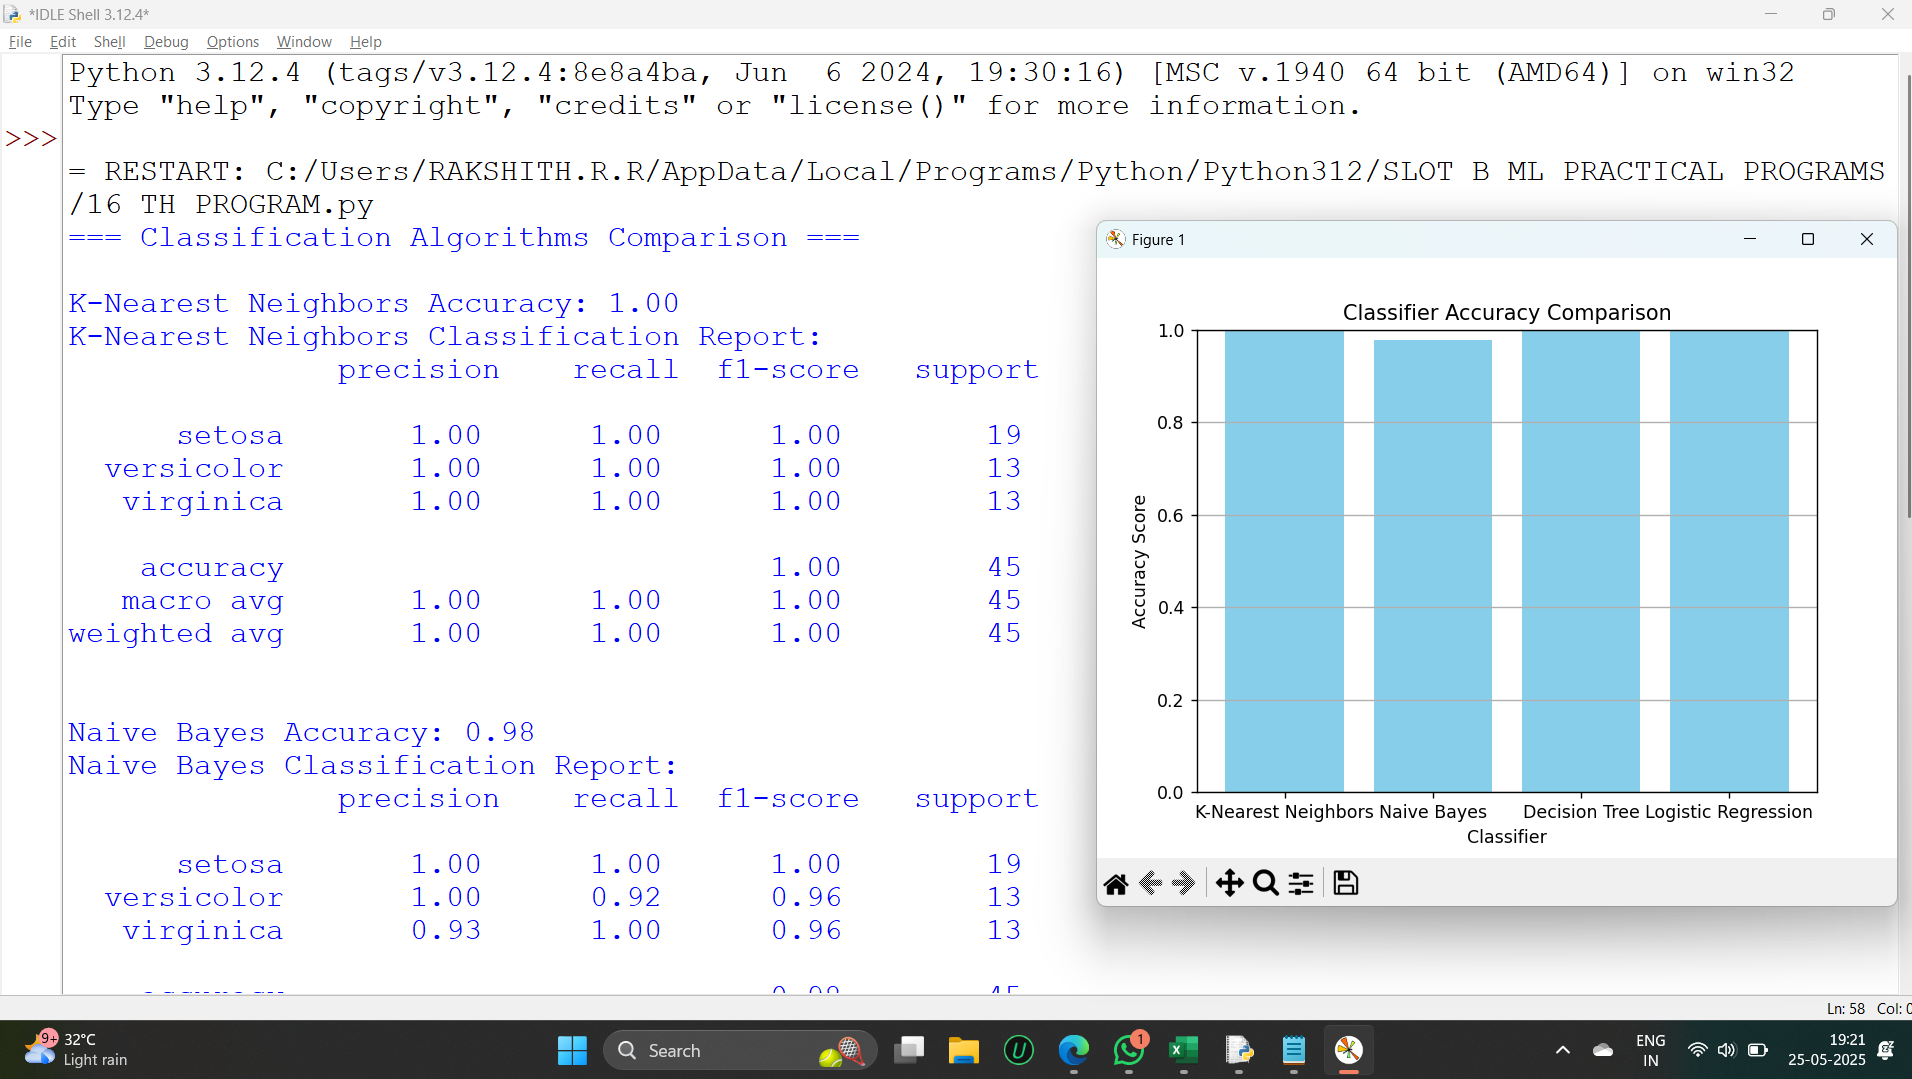 *IDLE Shell 3.12.4*
File Edit Shell Debug Options Window Help
Python 3.12.4 (tags/v3.12.4:8e8a4ba, Jun  6 2024, 19:30:16) [MSC v.1940 64 bit (AMD64)] on win32
Type "help", "copyright", "credits" or "license()" for more information.
>>>
= RESTART: C:/Users/RAKSHITH.R.R/AppData/Local/Programs/Python/Python312/SLOT B ML PRACTICAL PROGRAMS
/16 TH PROGRAM.py
=== Classification Algorithms Comparison ===
K-Nearest Neighbors Accuracy: 1.00
K-Nearest Neighbors Classification Report:
precision recall f1-score support
setosa 1.00 1.00 1.00 19
versicolor 1.00 1.00 1.00 13
virginica 1.00 1.00 1.00 13
accuracy 1.00 45
macro avg 1.00 1.00 1.00 45
weighted avg 1.00 1.00 1.00 45
Naive Bayes Accuracy: 0.98
Naive Bayes Classification Report:
precision recall f1-score support
setosa 1.00 1.00 1.00 19
versicolor 1.00 0.92 0.96 13
virginica 0.93 1.00 0.96 13
accuracy 0.98 45
Figure 1
Classifier Accuracy Comparison
1.0
0.8
0.6
0.4
0.2
0.0
Accuracy Score
K-Nearest Neighbors Naive Bayes Decision Tree Logistic Regression
Classifier
Ln: 58 Col: 0
9+ 32°C
Light rain
Search
1
ENG
IN
19:21
25-05-2025